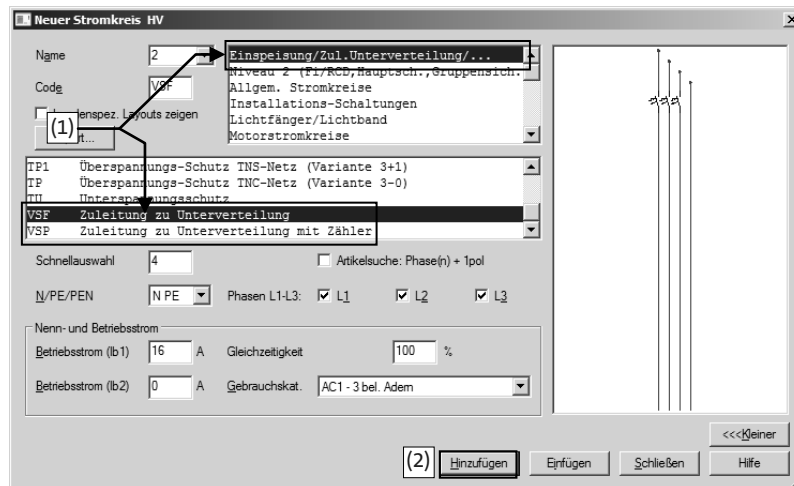 Neuer Stromkreis HV
Name 2
Einspeisung/Zul.Unterverteilung/...
Niveau 2 (Fi/RCD,Hauptsch.,Gruppensich.
Allgem. Stromkreise
Installations-Schaltungen
Lichtfänger/Lichtband
Motorstromkreise
Code VSF
Layouts zeigen
(1)
TP1 Überspannungs-Schutz TNS-Netz (Variante 3+1)
TP Überspannungs-Schutz TNC-Netz (Variante 3-0)
TU Unterspannungsschutz
VSF Zuleitung zu Unterverteilung
VSP Zuleitung zu Unterverteilung mit Zähler
Schnellauswahl 4 Artikelsuche: Phase(n) + 1pol
N/PE/PEN N PE Phasen L1-L3: L1 L2 L3
Nenn- und Betriebsstrom
Betriebsstrom (Ib1) 16 A Gleichzeitigkeit 100 %
Betriebsstrom (Ib2) 0 A Gebrauchskat. AC1 - 3 bel. Adern
<<<Kleiner
(2) Hinzufügen Einfügen Schließen Hilfe